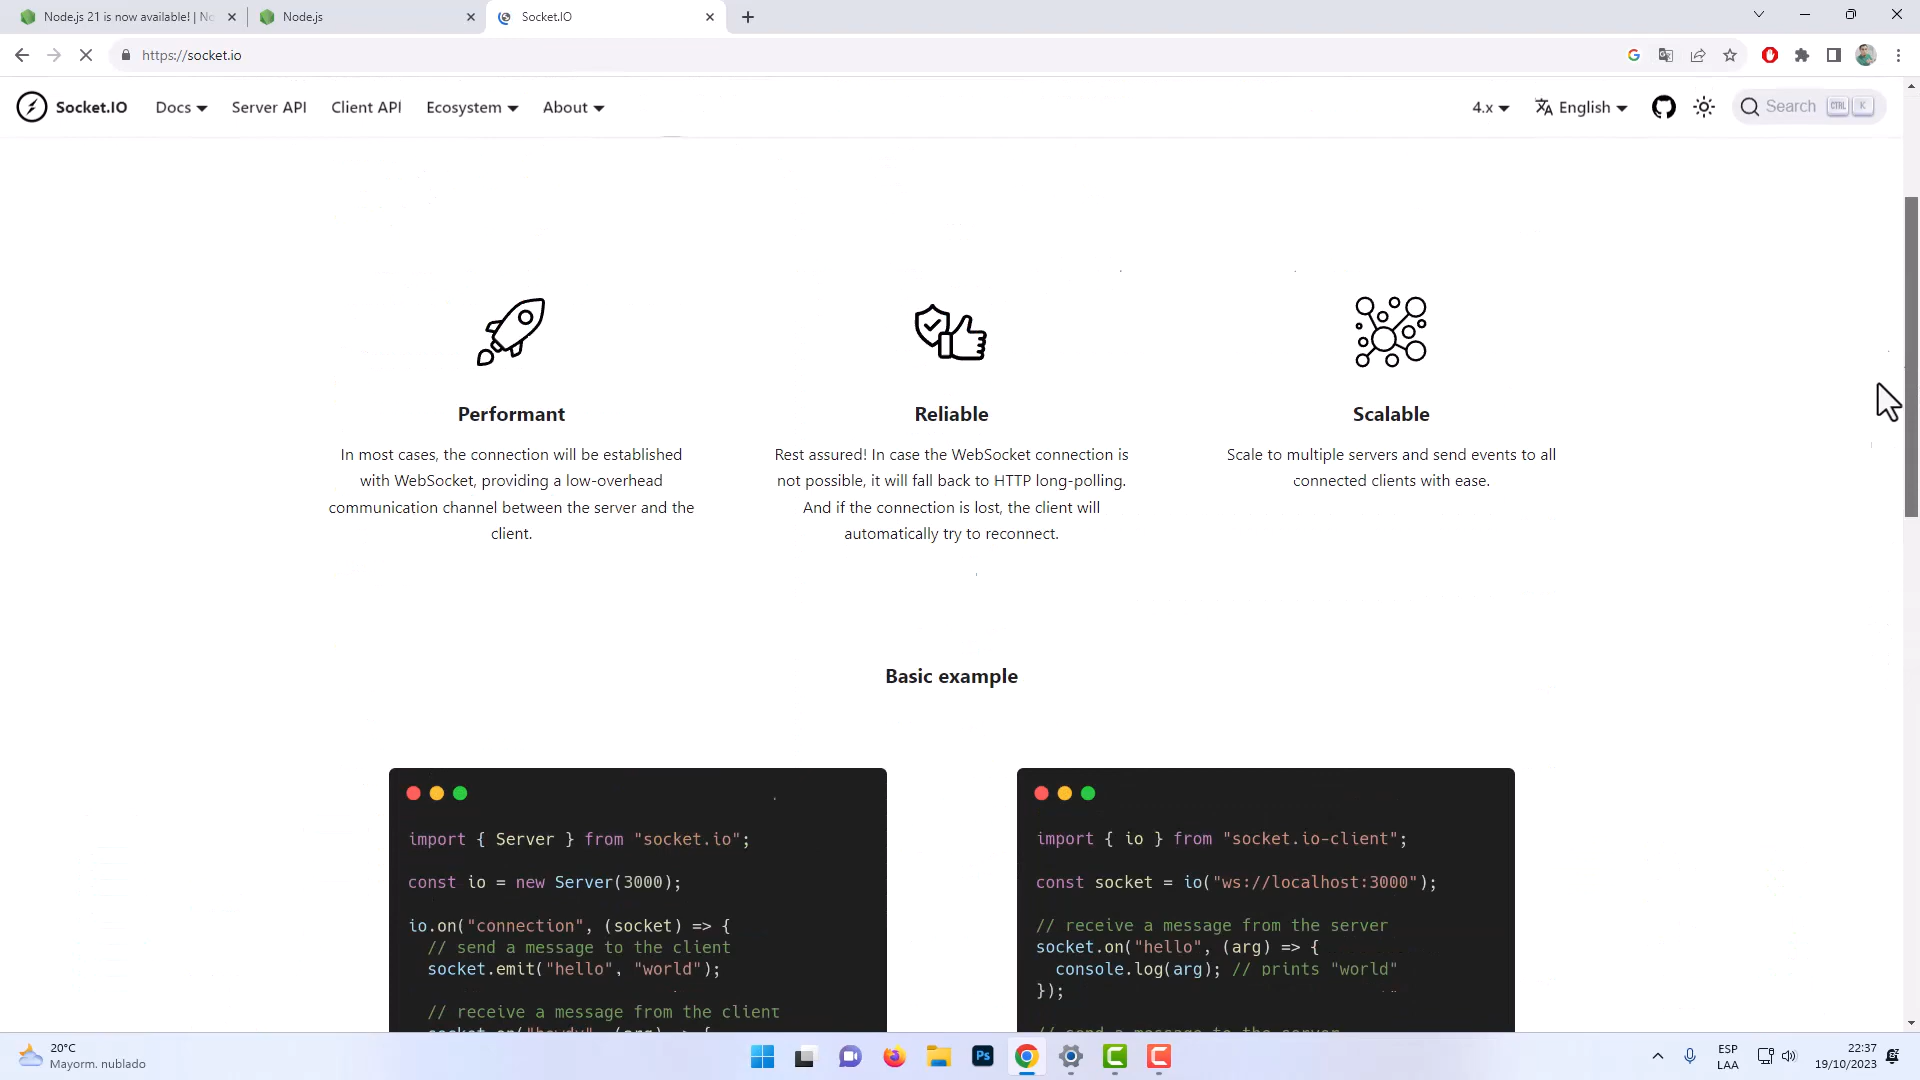 Node.js 21 is now available! | No
Node.js
Socket.IO
https://socket.io
Socket.IO
Docs
Server API
Client API
Ecosystem
About
4.x
English
Search
CTRL
K
Performant
In most cases, the connection will be established
with WebSocket, providing a low-overhead
communication channel between the server and the
client.
Reliable
Rest assured! In case the WebSocket connection is
not possible, it will fall back to HTTP long-polling.
And if the connection is lost, the client will
automatically try to reconnect.
Scalable
Scale to multiple servers and send events to all
connected clients with ease.
Basic example
import { Server } from "socket.io";
const io = new Server(3000);
io.on("connection", (socket) => {
// send a message to the client
socket.emit("hello", "world");
// receive a message from the client
import { io } from "socket.io-client";
const socket = io("ws://localhost:3000");
// receive a message from the server
socket.on("hello", (arg) => {
console.log(arg); // prints "world"
});
20°C
Mayorm. nublado
Ps
ESP
LAA
22:37
19/10/2023